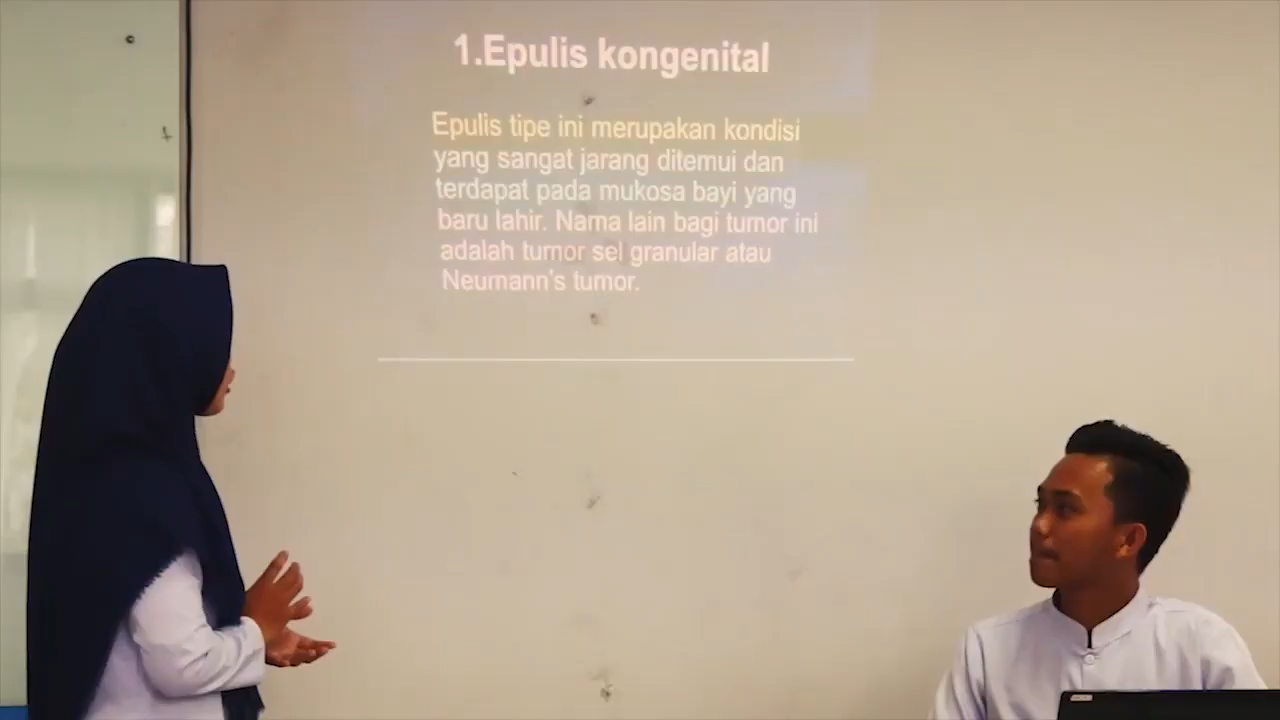 1.Epulis kongenital
Epulis tipe ini merupakan kondisi
yang sangat jarang ditemui dan
terdapat pada mukosa bayi yang
baru lahir. Nama lain bagi tumor ini
adalah tumor sel granular atau
Neumann's tumor.